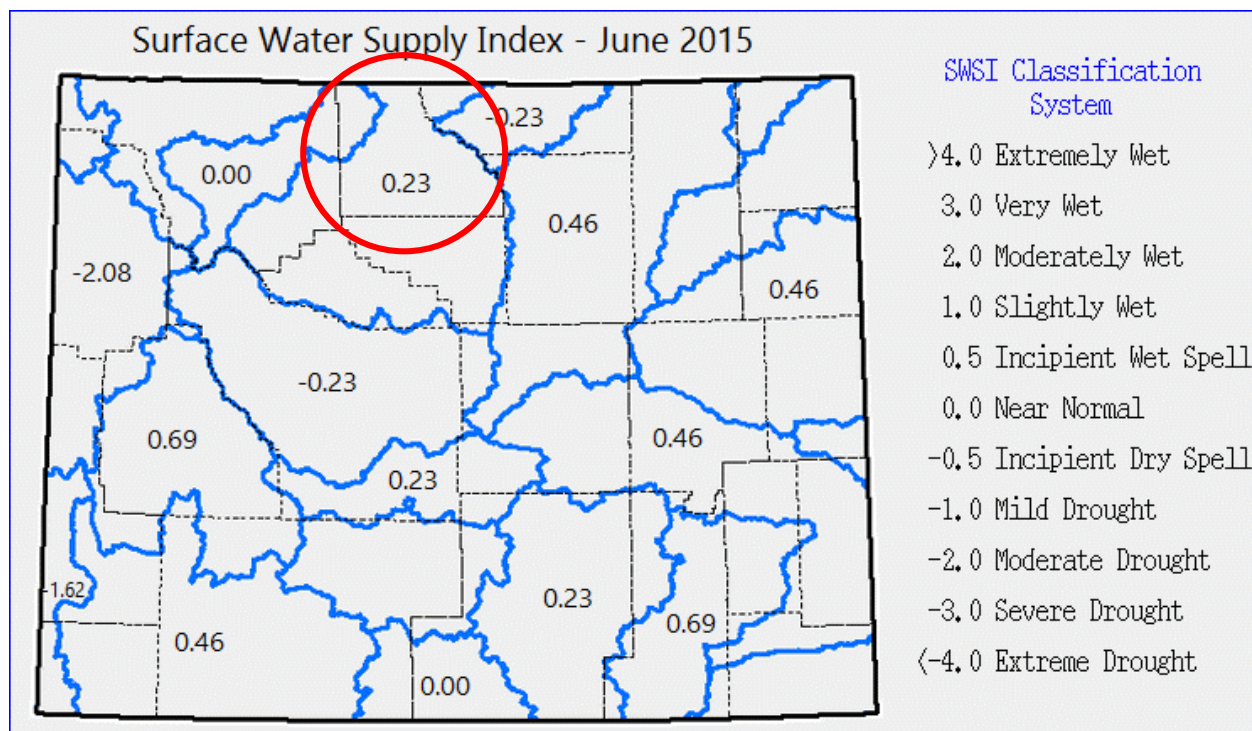 Surface Water Supply Index - June 2015
SWSI Classification
System
>4.0 Extremely Wet
3.0 Very Wet
2.0 Moderately Wet
1.0 Slightly Wet
0.5 Incipient Wet Spell
0.0 Near Normal
-0.5 Incipient Dry Spell
-1.0 Mild Drought
-2.0 Moderate Drought
-3.0 Severe Drought
<-4.0 Extreme Drought
-0.23
0.00
0.23
0.46
-2.08
0.46
-0.23
0.69
0.46
0.23
-1.62
0.23
0.69
0.46
0.00